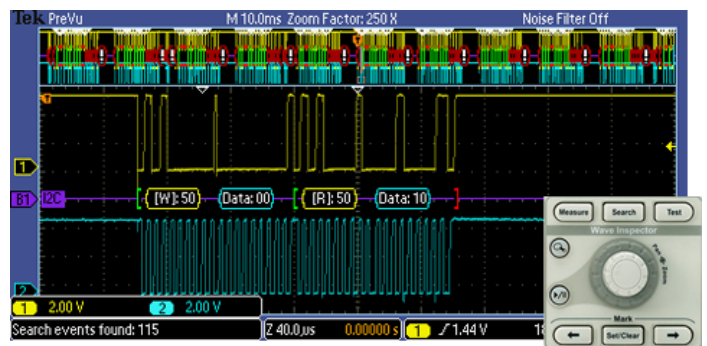 Tek PreVu M 10.0ms Zoom Factor: 250 X Noise Filter Off
T
T
1
B1 I2C [W]: 50 Data: 00 [R]: 50 Data: 10
2
1 2.00 V 2 2.00 V
Search events found: 115 Z 40.0µs 0.00000 s 1 1.44 V
Measure Search Test
Wave Inspector
Pan Zoom
Mark
← Set/Clear →